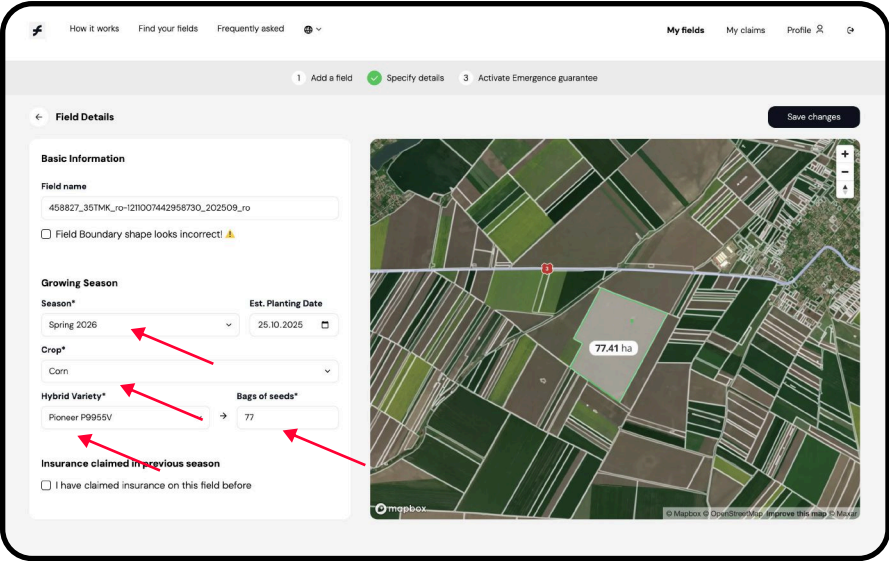 How it works Find your fields Frequently asked My fields My claims Profile
1 Add a field Specify details 3 Activate Emergence guarantee
Field Details Save changes
Basic Information
Field name
458827_35TMK_ro-1211007442958730_202509_ro
Field Boundary shape looks incorrect! ⚠️
Growing Season
Season* Est. Planting Date
Spring 2026 25.10.2025
Crop*
Corn
Hybrid Variety* Bags of seeds*
Pioneer P9955V → 77
Insurance claimed in previous season
I have claimed insurance on this field before
+
−
3
77.41 ha
mapbox
© Mapbox © OpenStreetMap Improve this map © Maxar